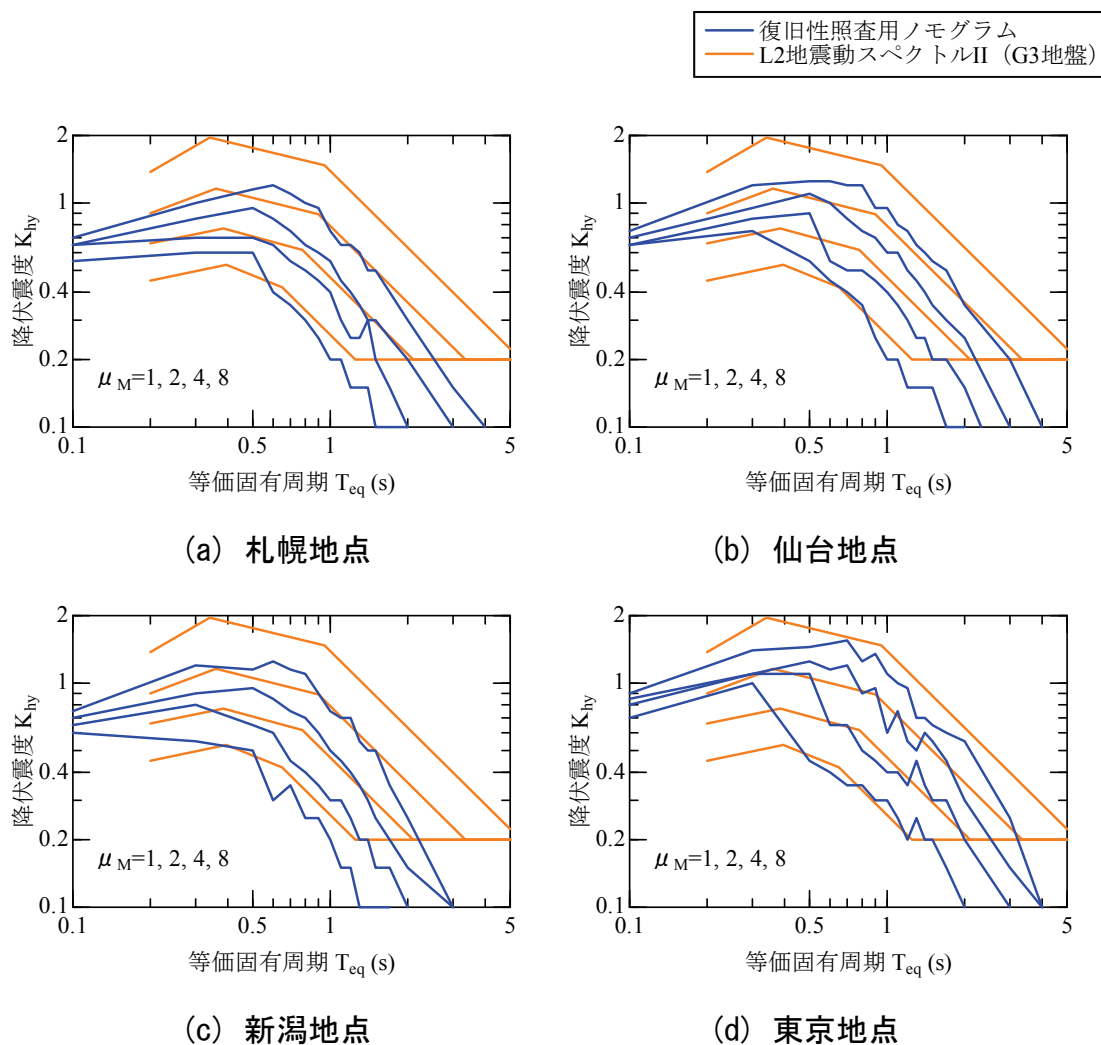 復旧性照査用ノモグラム
L2地震動スペクトルII（G3地盤）
2
1
0.4
0.2
0.1
0.1 0.5 1 5
降伏震度 Khy
μM=1, 2, 4, 8
等価固有周期 Teq (s)
(a) 札幌地点
2
1
0.4
0.2
0.1
0.1 0.5 1 5
降伏震度 Khy
μM=1, 2, 4, 8
等価固有周期 Teq (s)
(b) 仙台地点
2
1
0.4
0.2
0.1
0.1 0.5 1 5
降伏震度 Khy
μM=1, 2, 4, 8
等価固有周期 Teq (s)
(c) 新潟地点
2
1
0.4
0.2
0.1
0.1 0.5 1 5
降伏震度 Khy
μM=1, 2, 4, 8
等価固有周期 Teq (s)
(d) 東京地点